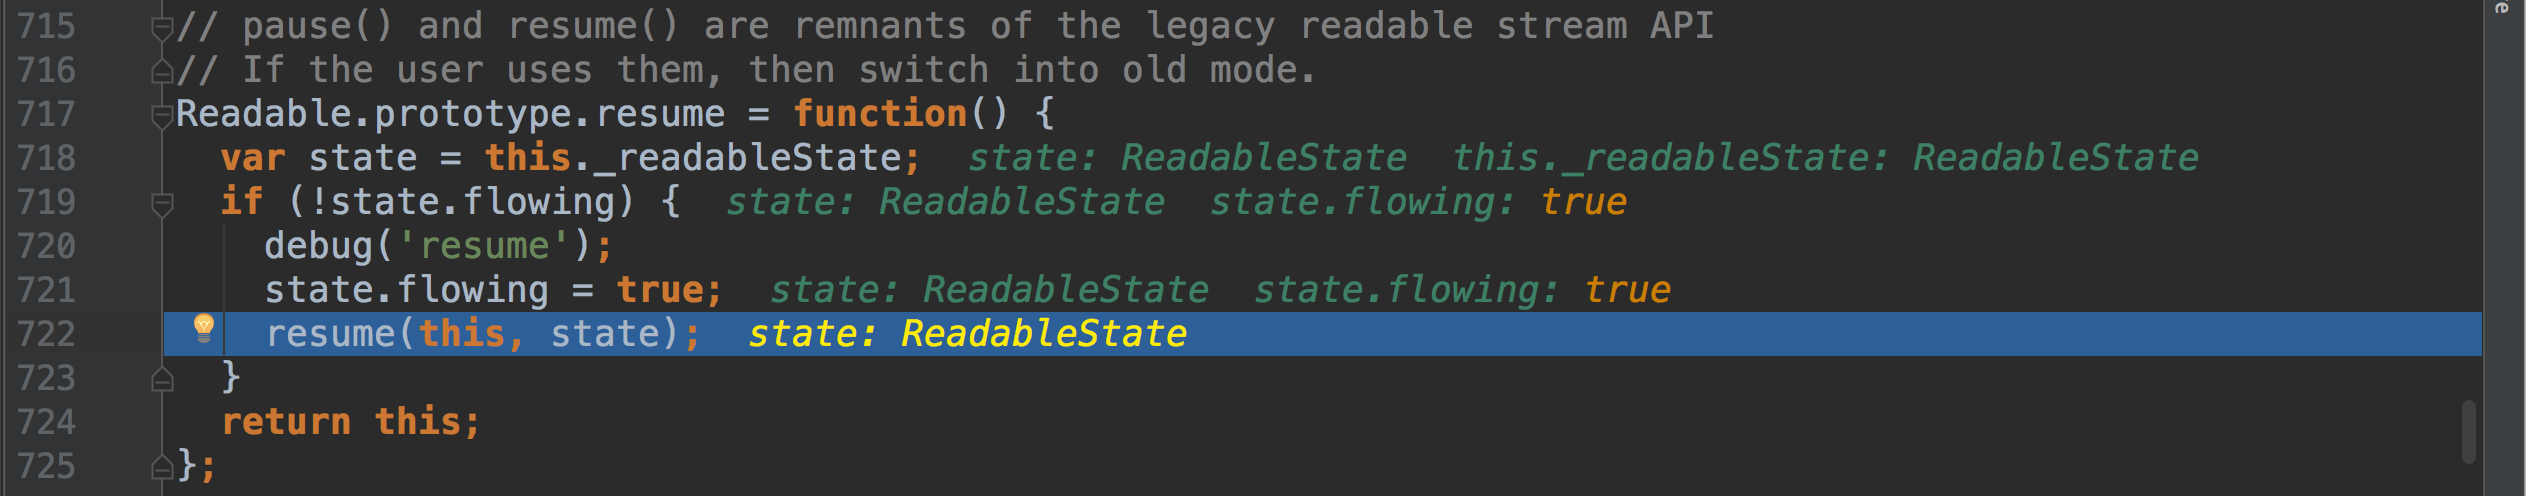 715 // pause() and resume() are remnants of the legacy readable stream API
716 // If the user uses them, then switch into old mode.
717 Readable.prototype.resume = function() {
718   var state = this._readableState;  state: ReadableState  this._readableState: ReadableState
719   if (!state.flowing) {  state: ReadableState  state.flowing: true
720     debug('resume');
721     state.flowing = true;  state: ReadableState  state.flowing: true
722     resume(this, state);  state: ReadableState
723   }
724   return this;
725 };